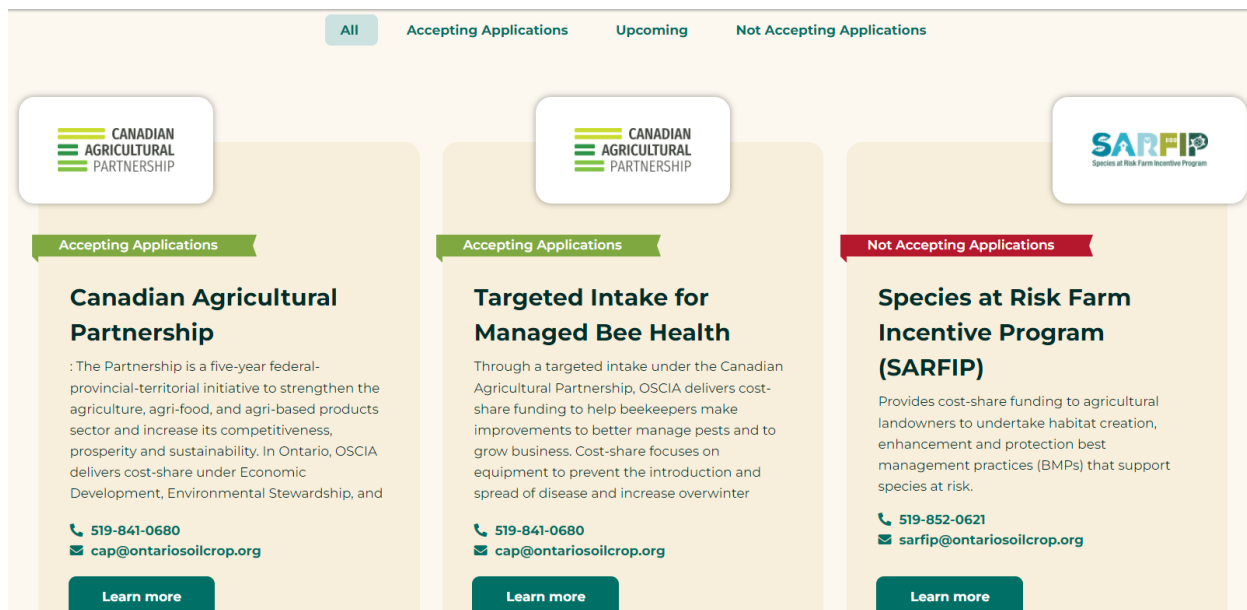 All
Accepting Applications
Upcoming
Not Accepting Applications
CANADIAN
AGRICULTURAL
PARTNERSHIP
Accepting Applications
Canadian Agricultural
Partnership
: The Partnership is a five-year federal-
provincial-territorial initiative to strengthen the
agriculture, agri-food, and agri-based products
sector and increase its competitiveness,
prosperity and sustainability. In Ontario, OSCIA
delivers cost-share under Economic
Development, Environmental Stewardship, and
519-841-0680
cap@ontariosoilcrop.org
Learn more
CANADIAN
AGRICULTURAL
PARTNERSHIP
Accepting Applications
Targeted Intake for
Managed Bee Health
Through a targeted intake under the Canadian
Agricultural Partnership, OSCIA delivers cost-
share funding to help beekeepers make
improvements to better manage pests and to
grow business. Cost-share focuses on
equipment to prevent the introduction and
spread of disease and increase overwinter
519-841-0680
cap@ontariosoilcrop.org
Learn more
SARFIP
Species at Risk Farm Incentive Program
Not Accepting Applications
Species at Risk Farm
Incentive Program
(SARFIP)
Provides cost-share funding to agricultural
landowners to undertake habitat creation,
enhancement and protection best
management practices (BMPs) that support
species at risk.
519-852-0621
sarfip@ontariosoilcrop.org
Learn more